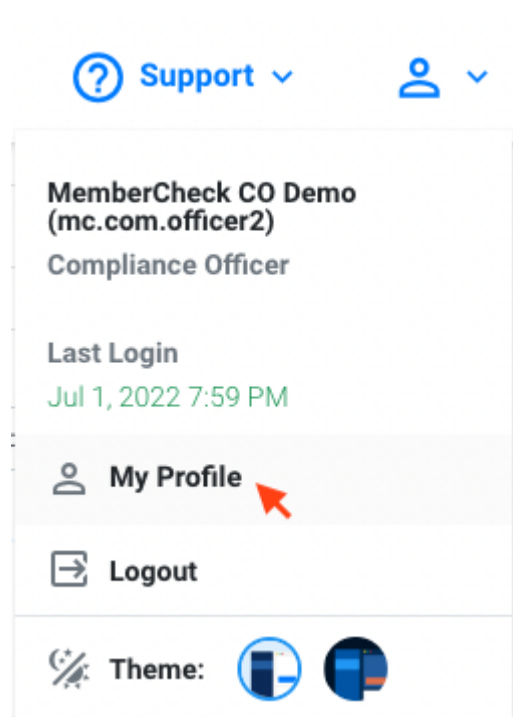 Support
MemberCheck CO Demo
(mc.com.officer2)
Compliance Officer
Last Login
Jul 1, 2022 7:59 PM
My Profile
Logout
Theme: